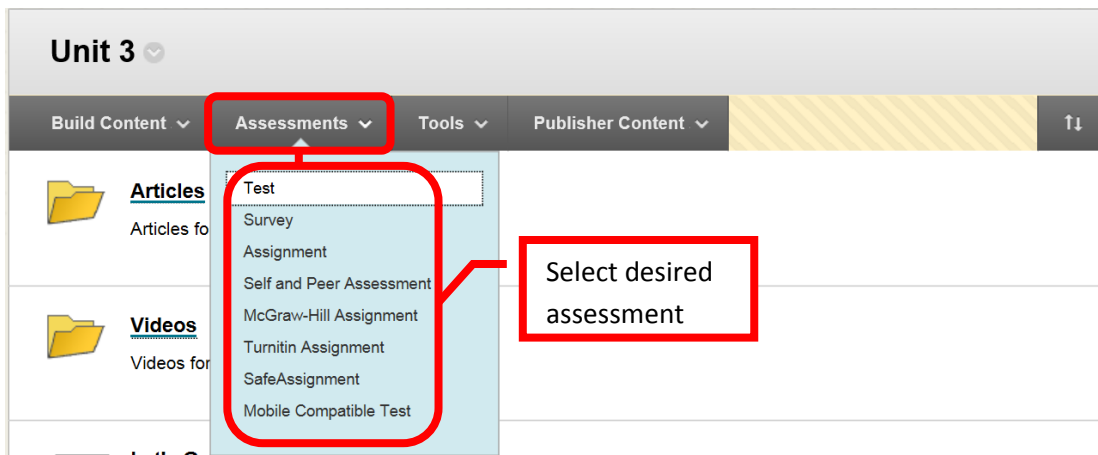 Unit 3
Build Content Assessments Tools Publisher Content
Articles
Articles fo
Test
Survey
Assignment
Self and Peer Assessment
McGraw-Hill Assignment
Turnitin Assignment
SafeAssignment
Mobile Compatible Test
Select desired
assessment
Videos
Videos for